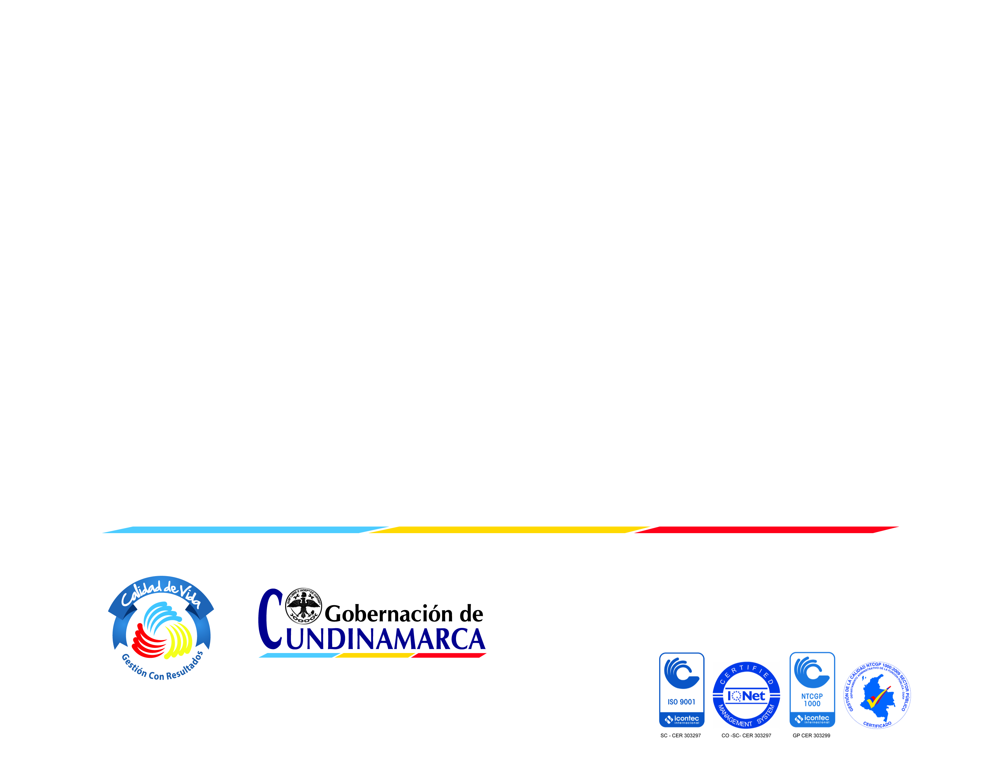 Calidad de Vida
Gestión Con Resultados
Gobernación de
CUNDINAMARCA
ISO 9001
icontec
internacional
SC - CER 303297
CERTIFIED
IQNet
MANAGEMENT SYSTEM
CO -SC- CER 303297
NTCGP
1000
icontec
internacional
GP CER 303299
GESTIÓN DE LA CALIDAD NTCGP 1000:2009 SECTOR PÚBLICO
DEPARTAMENTO ADMINISTRATIVO DE LA FUNCIÓN PÚBLICA - DAFP
CERTIFICADO